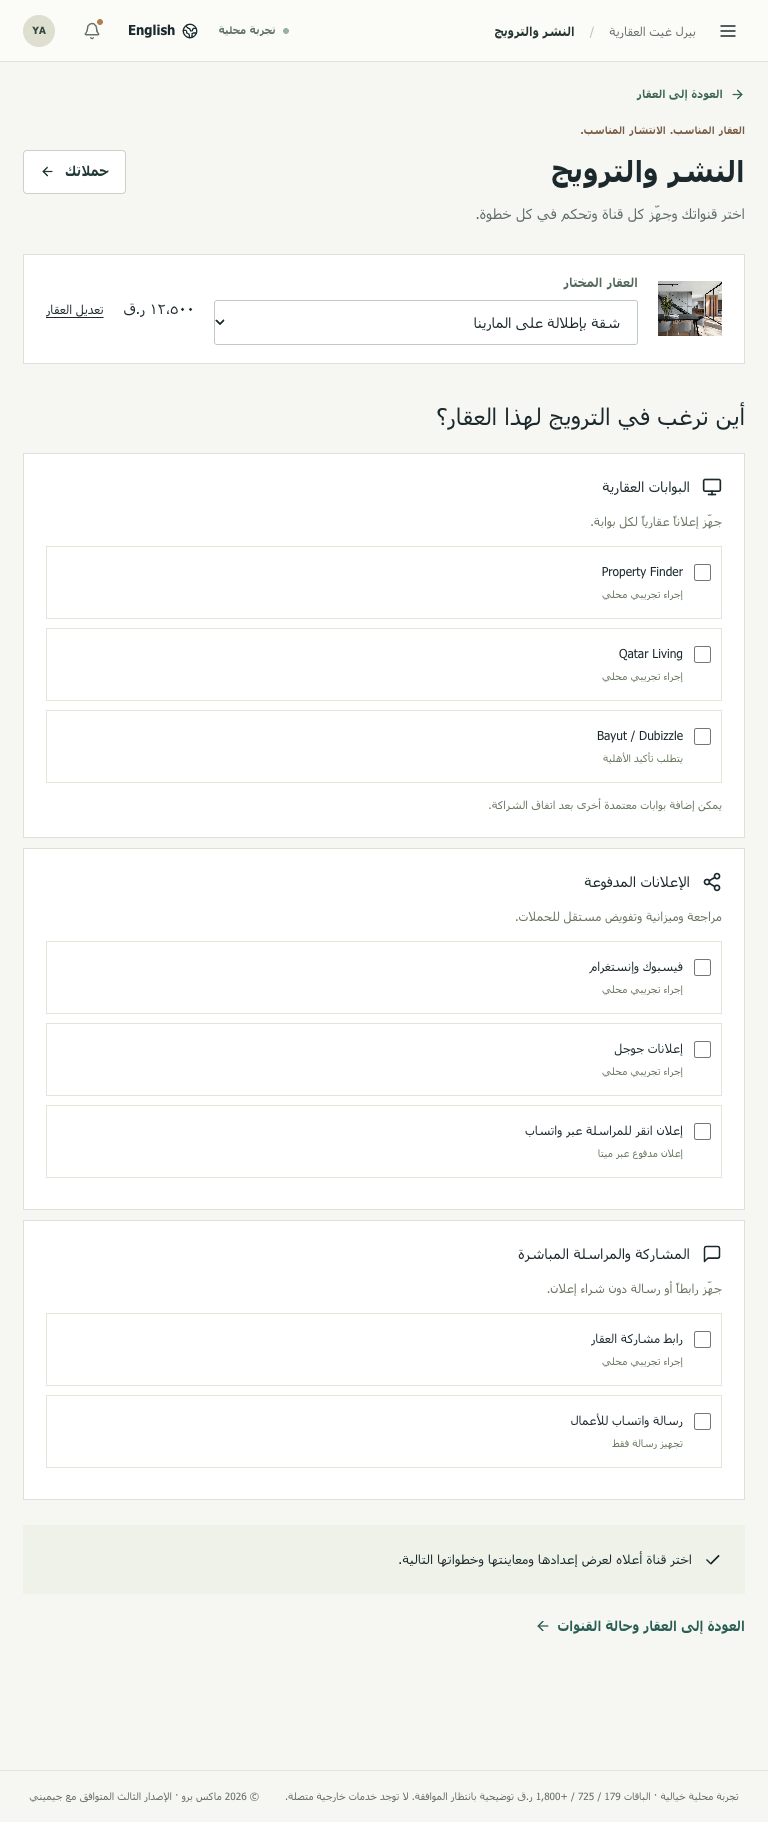 بيرل غيت العقارية / النشر والترويج
تجربة محلية
English
YA
العودة إلى العقار
العقار المناسب. الانتشار المناسب.
النشر والترويج
حملاتك
اختر قنواتك وجهّز كل قناة وتحكم في كل خطوة.
العقار المختار
شقة بإطلالة على المارينا
١٢،٥٠٠ ر.ق
تعديل العقار
أين ترغب في الترويج لهذا العقار؟
البوابات العقارية
جهّز إعلاناً عقارياً لكل بوابة.
Property Finder
إجراء تجريبي محلي
Qatar Living
إجراء تجريبي محلي
Bayut / Dubizzle
يتطلب تأكيد الأهلية
يمكن إضافة بوابات معتمدة أخرى بعد اتفاق الشراكة.
الإعلانات المدفوعة
مراجعة وميزانية وتفويض مستقل للحملات.
فيسبوك وإنستغرام
إجراء تجريبي محلي
إعلانات جوجل
إجراء تجريبي محلي
إعلان انقر للمراسلة عبر واتساب
إعلان مدفوع عبر ميتا
المشاركة والمراسلة المباشرة
جهّز رابطاً أو رسالة دون شراء إعلان.
رابط مشاركة العقار
إجراء تجريبي محلي
رسالة واتساب للأعمال
تجهيز رسالة فقط
اختر قناة أعلاه لعرض إعدادها ومعاينتها وخطواتها التالية.
العودة إلى العقار وحالة القنوات
تجربة محلية خيالية · الباقات 179 / 725 / +1,800 ر.ق توضيحية بانتظار الموافقة. لا توجد خدمات خارجية متصلة.
© 2026 ماكس برو · الإصدار الثالث المتوافق مع جيميني